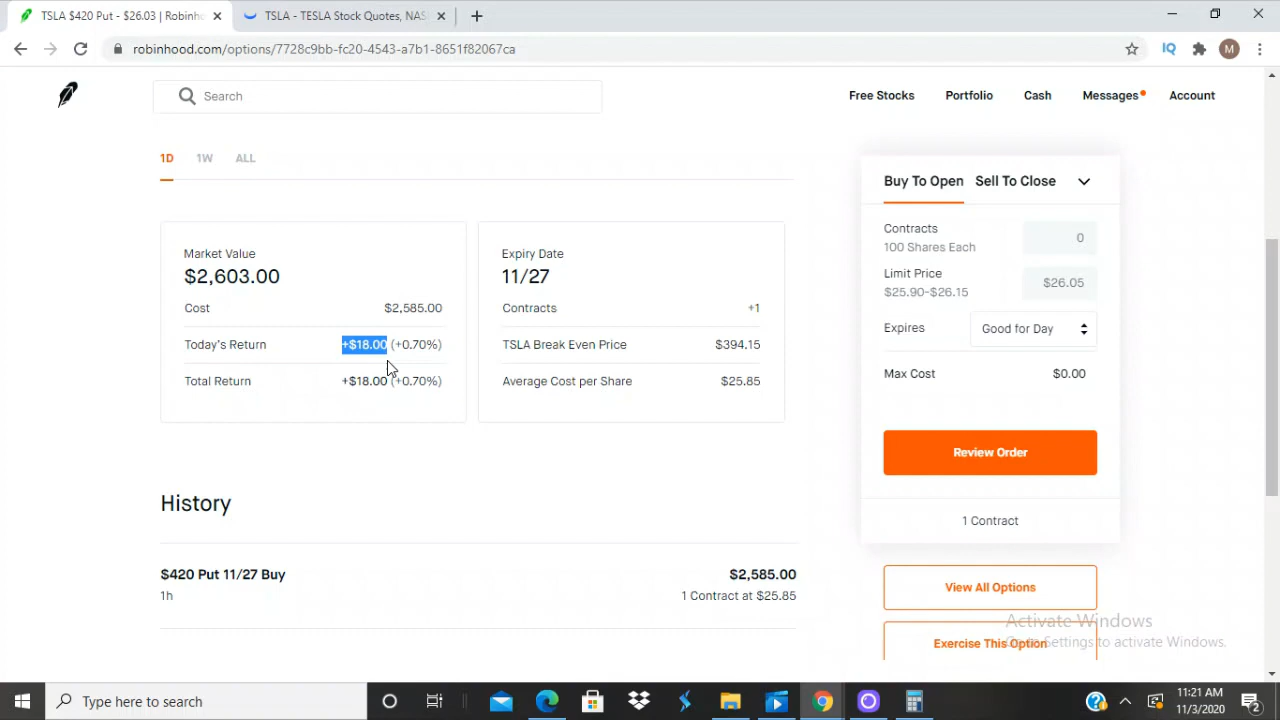 TSLA $420 Put - $26.03 | Robinho
TSLA - TESLA Stock Quotes, NAS
robinhood.com/options/7728c9bb-fc20-4543-a7b1-8651f82067ca
IQ
M
Search
Free Stocks
Portfolio
Cash
Messages
Account
1D
1W
ALL
Market Value
$2,603.00
Cost
$2,585.00
Today's Return
+$18.00 (+0.70%)
Total Return
+$18.00 (+0.70%)
Expiry Date
11/27
Contracts
+1
TSLA Break Even Price
$394.15
Average Cost per Share
$25.85
History
$420 Put 11/27 Buy
$2,585.00
1h
1 Contract at $25.85
Buy To Open
Sell To Close
Contracts
100 Shares Each
0
Limit Price
$25.90-$26.15
$26.05
Expires
Good for Day
Max Cost
$0.00
Review Order
1 Contract
View All Options
Exercise This Option
Activate Windows
Go to Settings to activate Windows.
Type here to search
11:21 AM
11/3/2020
2